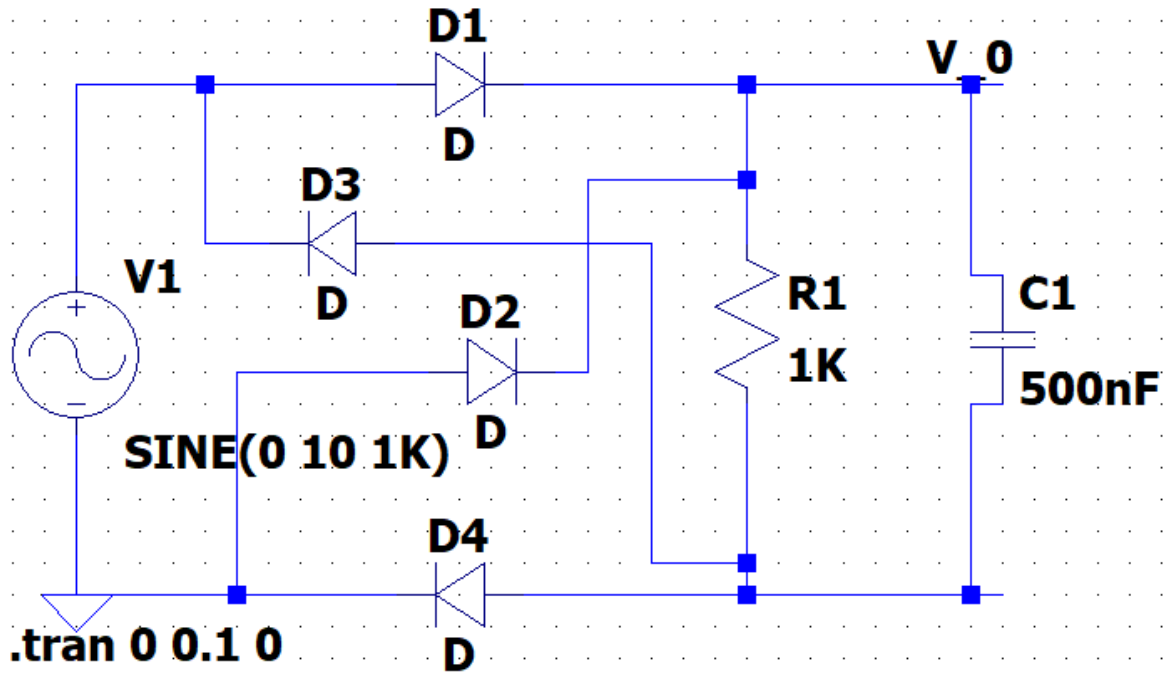 D1
V_0
D
D3
V1
D
D2
R1
C1
1K
500nF
SINE(0 10 1K)
D
D4
.tran 0 0.1 0
D